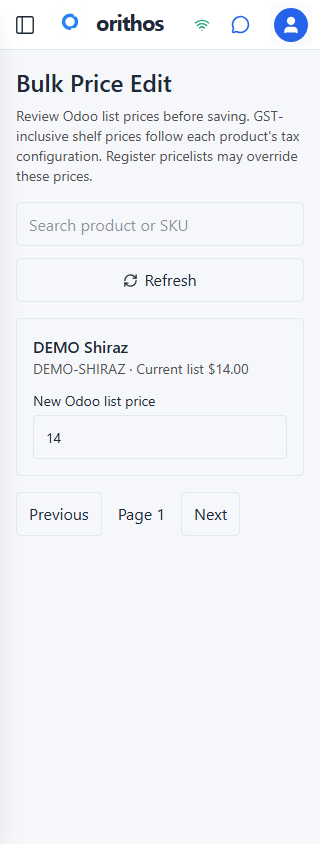 orithos
Bulk Price Edit
Review Odoo list prices before saving. GST-
inclusive shelf prices follow each product's tax
configuration. Register pricelists may override
these prices.
Search product or SKU
Refresh
DEMO Shiraz
DEMO-SHIRAZ · Current list $14.00
New Odoo list price
14
Previous Page 1 Next